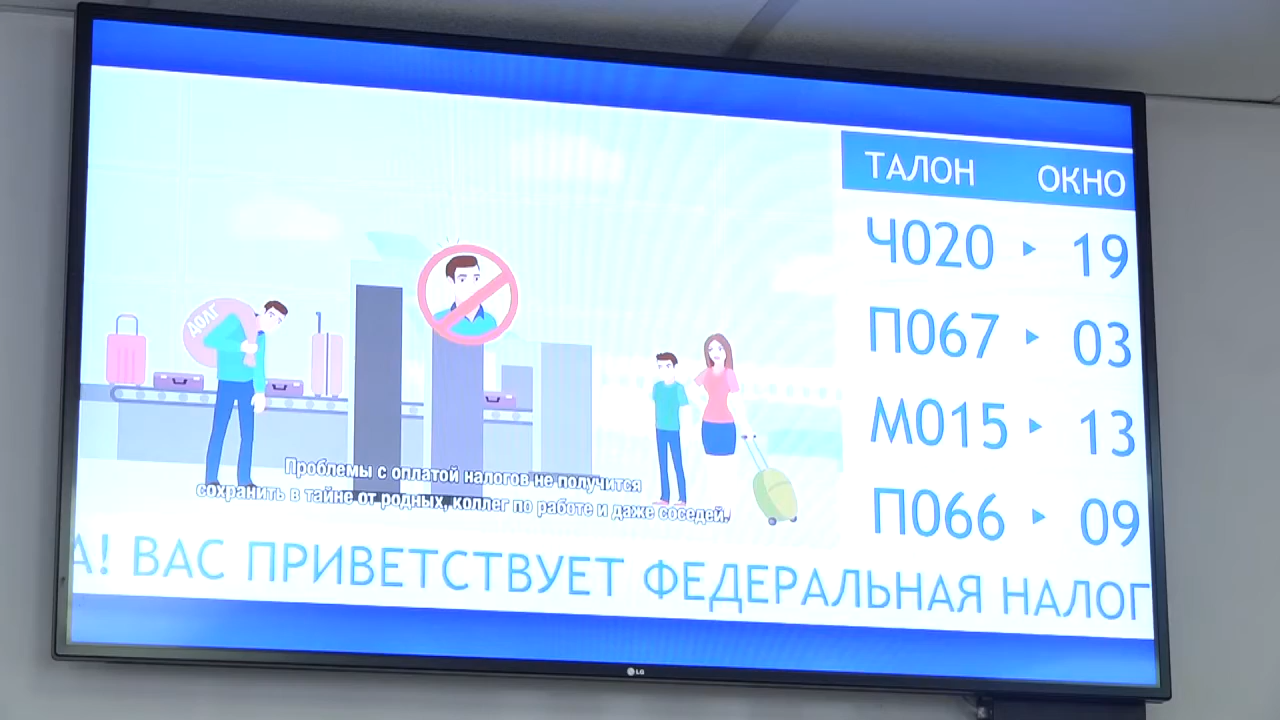 ТАЛОН ОКНО
Ч020 ▸ 19
П067 ▸ 03
М015 ▸ 13
П066 ▸ 09
ДОЛГ
Проблемы с оплатой налогов не получится
сохранить в тайне от родных, коллег по работе и даже соседей.
А! ВАС ПРИВЕТСТВУЕТ ФЕДЕРАЛЬНАЯ НАЛОГ
LG